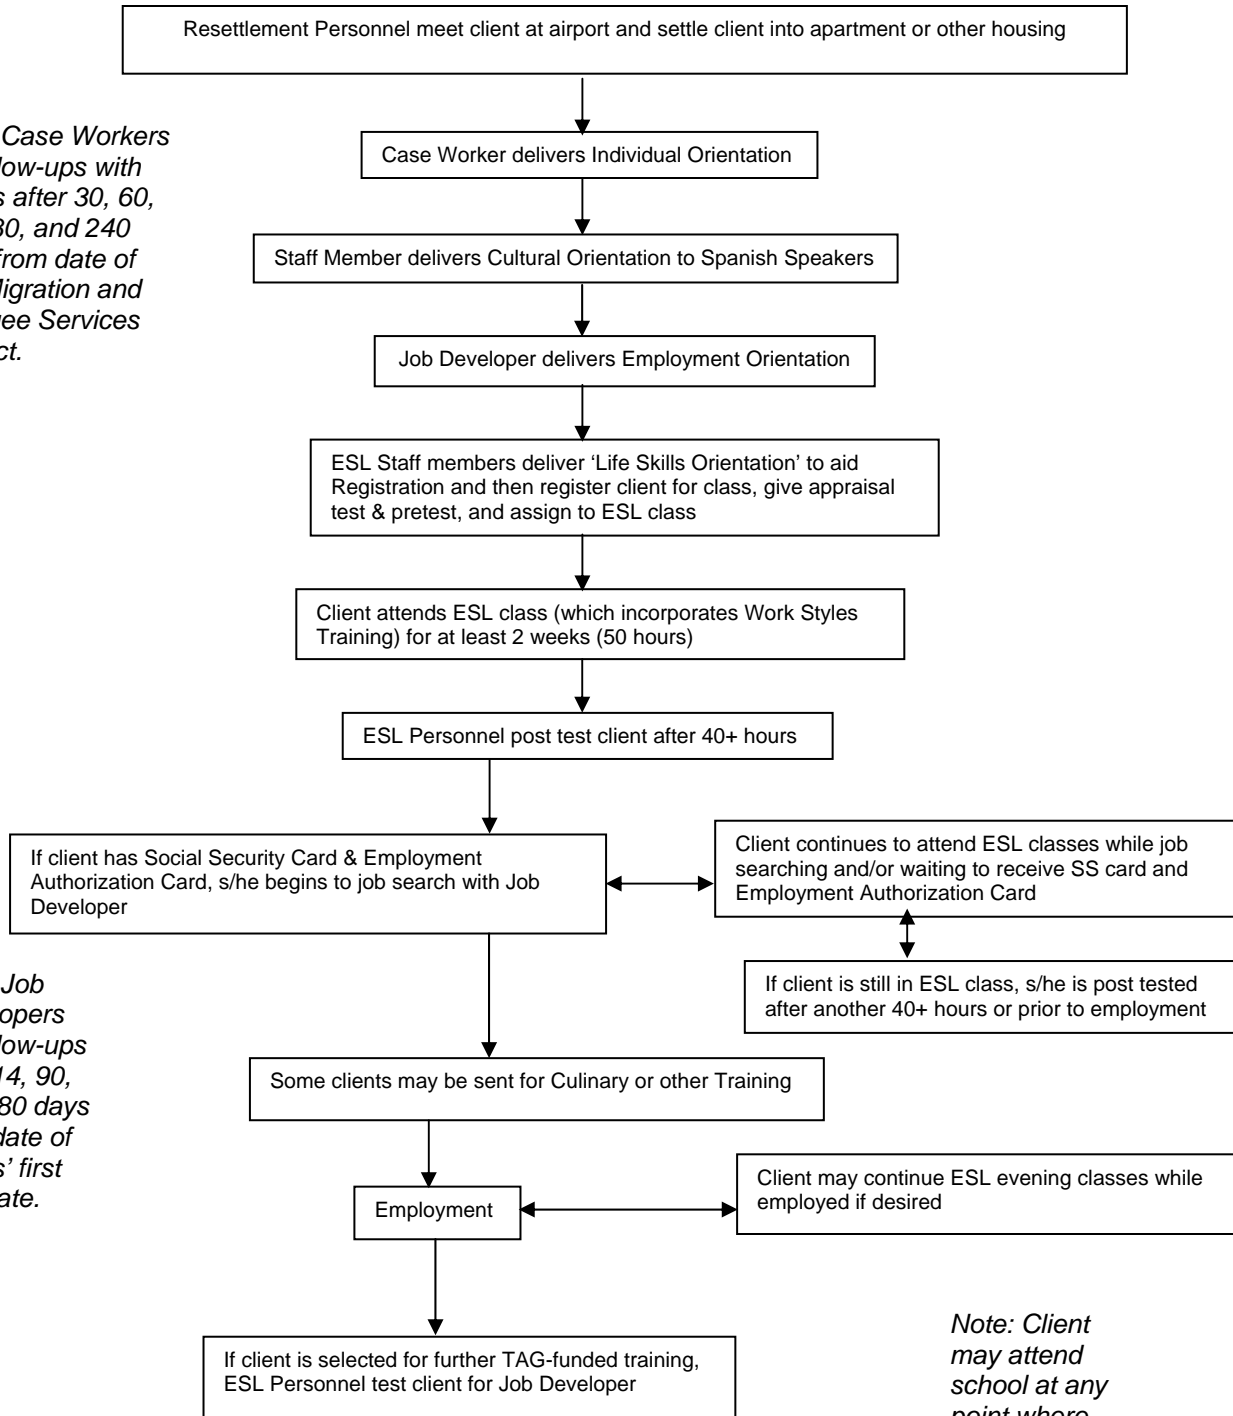 Resettlement Personnel meet client at airport and settle client into apartment or other housing
Case Workers
low-ups with
s after 30, 60,
80, and 240
from date of
Migration and
ee Services
ct.
Case Worker delivers Individual Orientation
Staff Member delivers Cultural Orientation to Spanish Speakers
Job Developer delivers Employment Orientation
ESL Staff members deliver ‘Life Skills Orientation’ to aid
Registration and then register client for class, give appraisal
test & pretest, and assign to ESL class
Client attends ESL class (which incorporates Work Styles
Training) for at least 2 weeks (50 hours)
ESL Personnel post test client after 40+ hours
If client has Social Security Card & Employment
Authorization Card, s/he begins to job search with Job
Developer
Client continues to attend ESL classes while job
searching and/or waiting to receive SS card and
Employment Authorization Card
If client is still in ESL class, s/he is post tested
after another 40+ hours or prior to employment
Job
opers
low-ups
14, 90,
80 days
date of
s’ first
ate.
Some clients may be sent for Culinary or other Training
Employment
Client may continue ESL evening classes while
employed if desired
If client is selected for further TAG-funded training,
ESL Personnel test client for Job Developer
Note: Client
may attend
school at any
point where